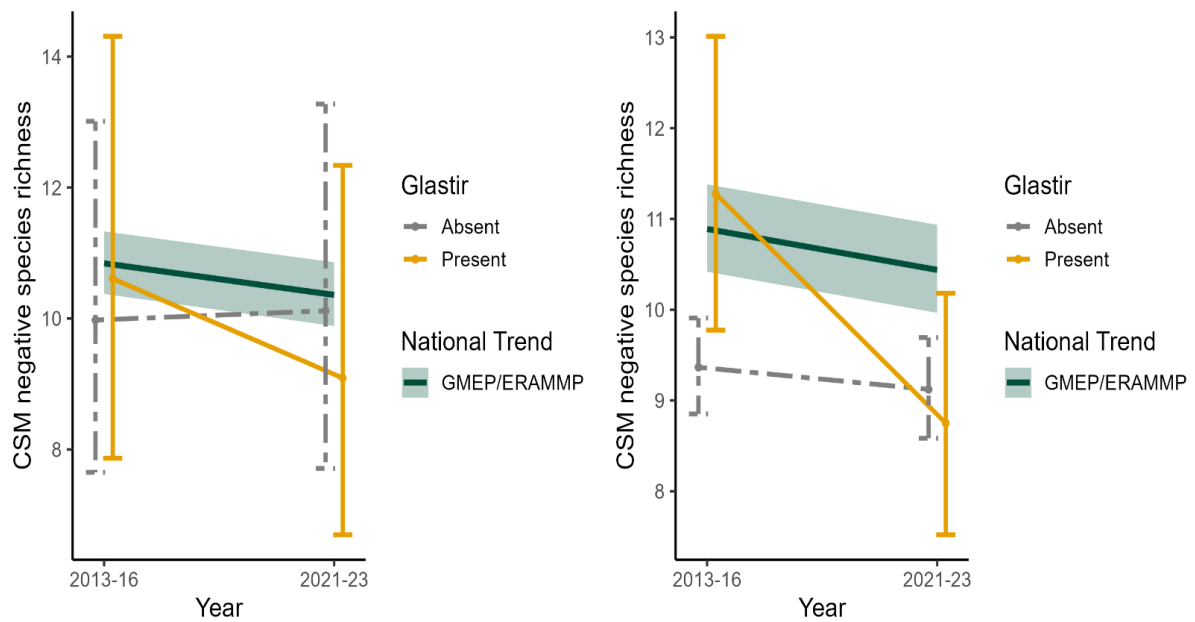 CSM negative species richness
14
12
10
8
2013-16
2021-23
Year
Glastir
Absent
Present
National Trend
GMEP/ERAMMP
CSM negative species richness
13
12
11
10
9
8
2013-16
2021-23
Year
Glastir
Absent
Present
National Trend
GMEP/ERAMMP